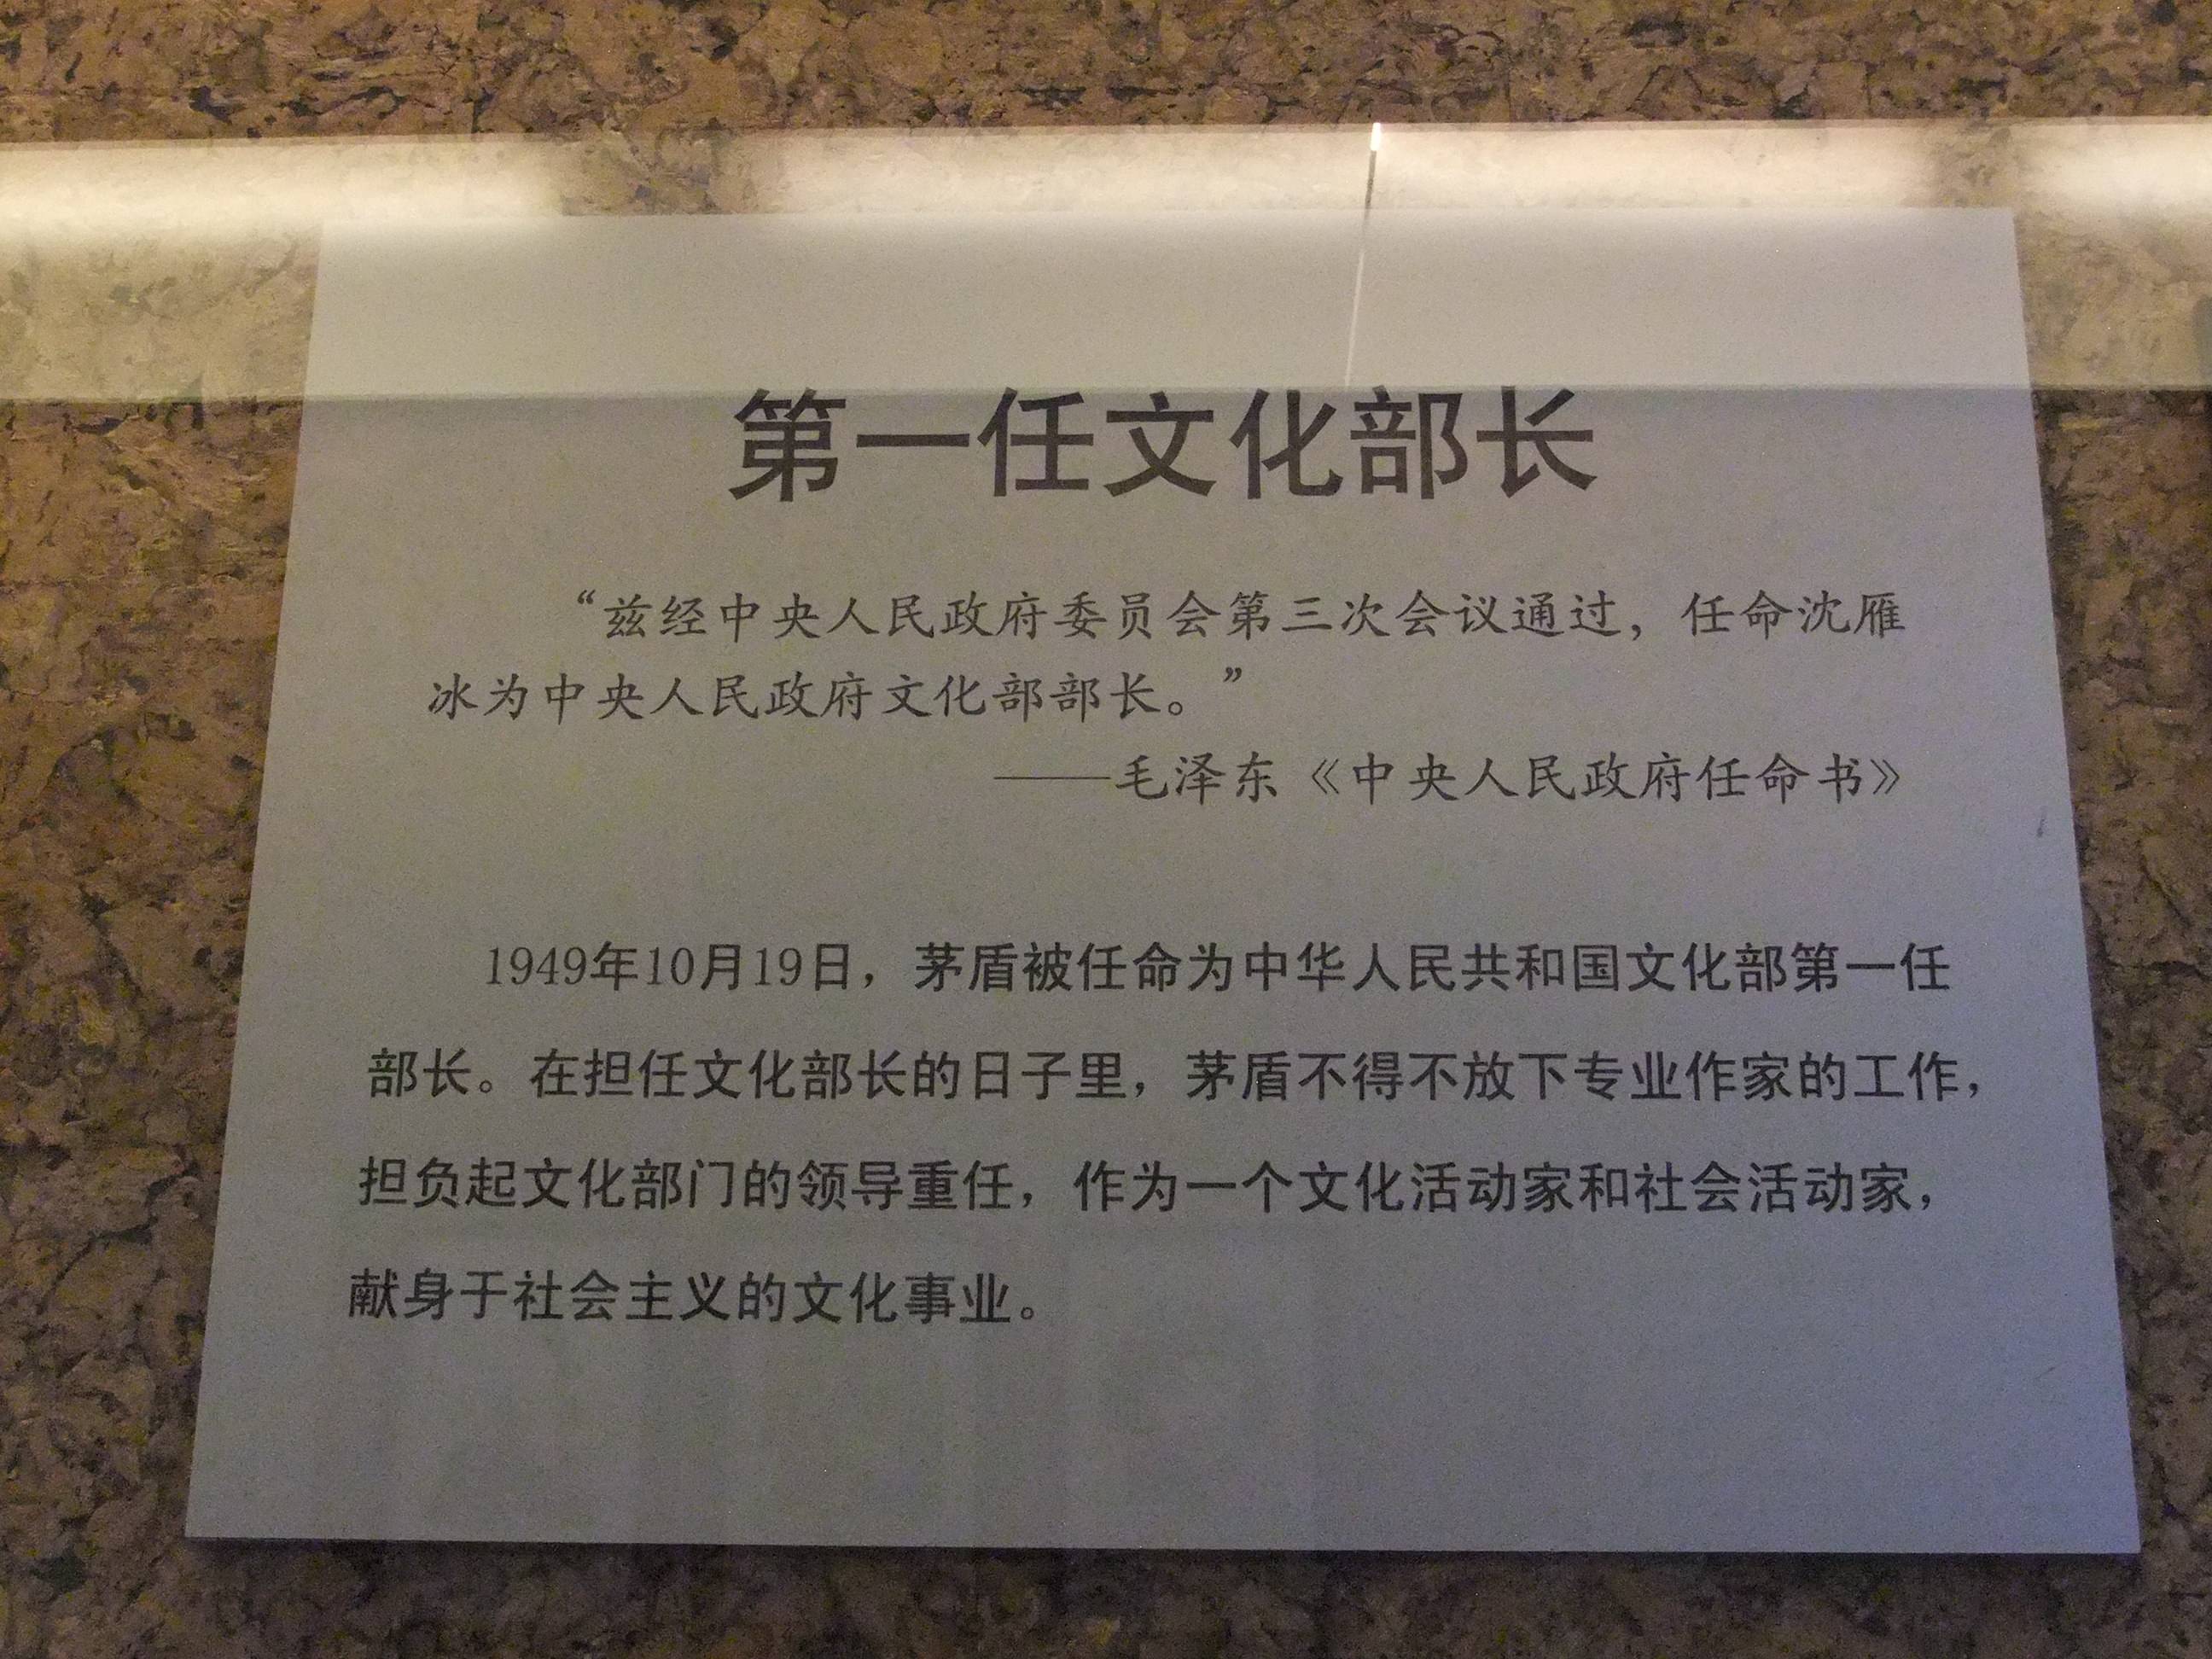 第一任文化部长
“兹经中央人民政府委员会第三次会议通过，任命沈雁
冰为中央人民政府文化部部长。”
——毛泽东《中央人民政府任命书》
1949年10月19日，茅盾被任命为中华人民共和国文化部第一任
部长。在担任文化部长的日子里，茅盾不得不放下专业作家的工作，
担负起文化部门的领导重任，作为一个文化活动家和社会活动家，
献身于社会主义的文化事业。